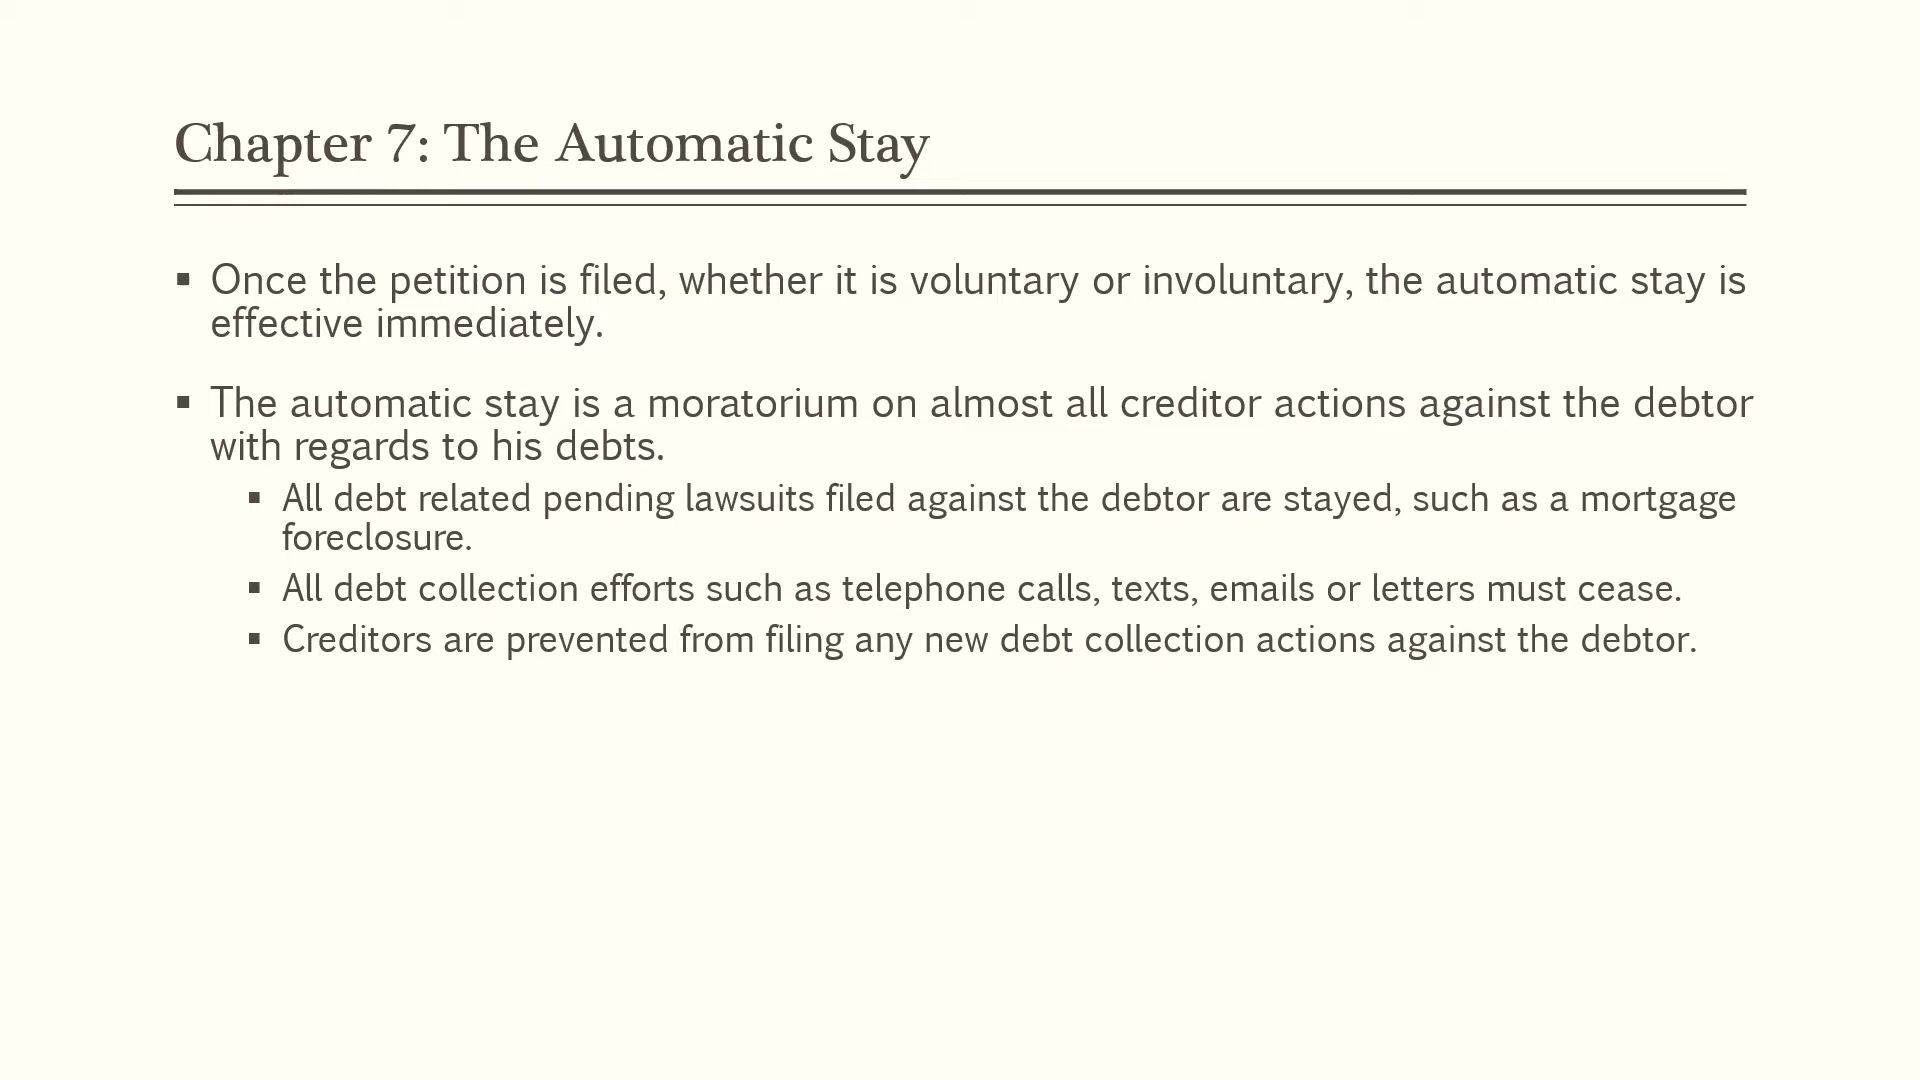 Chapter 7: The Automatic Stay
▪ Once the petition is filed, whether it is voluntary or involuntary, the automatic stay is
effective immediately.
▪ The automatic stay is a moratorium on almost all creditor actions against the debtor
with regards to his debts.
▪ All debt related pending lawsuits filed against the debtor are stayed, such as a mortgage
foreclosure.
▪ All debt collection efforts such as telephone calls, texts, emails or letters must cease.
▪ Creditors are prevented from filing any new debt collection actions against the debtor.